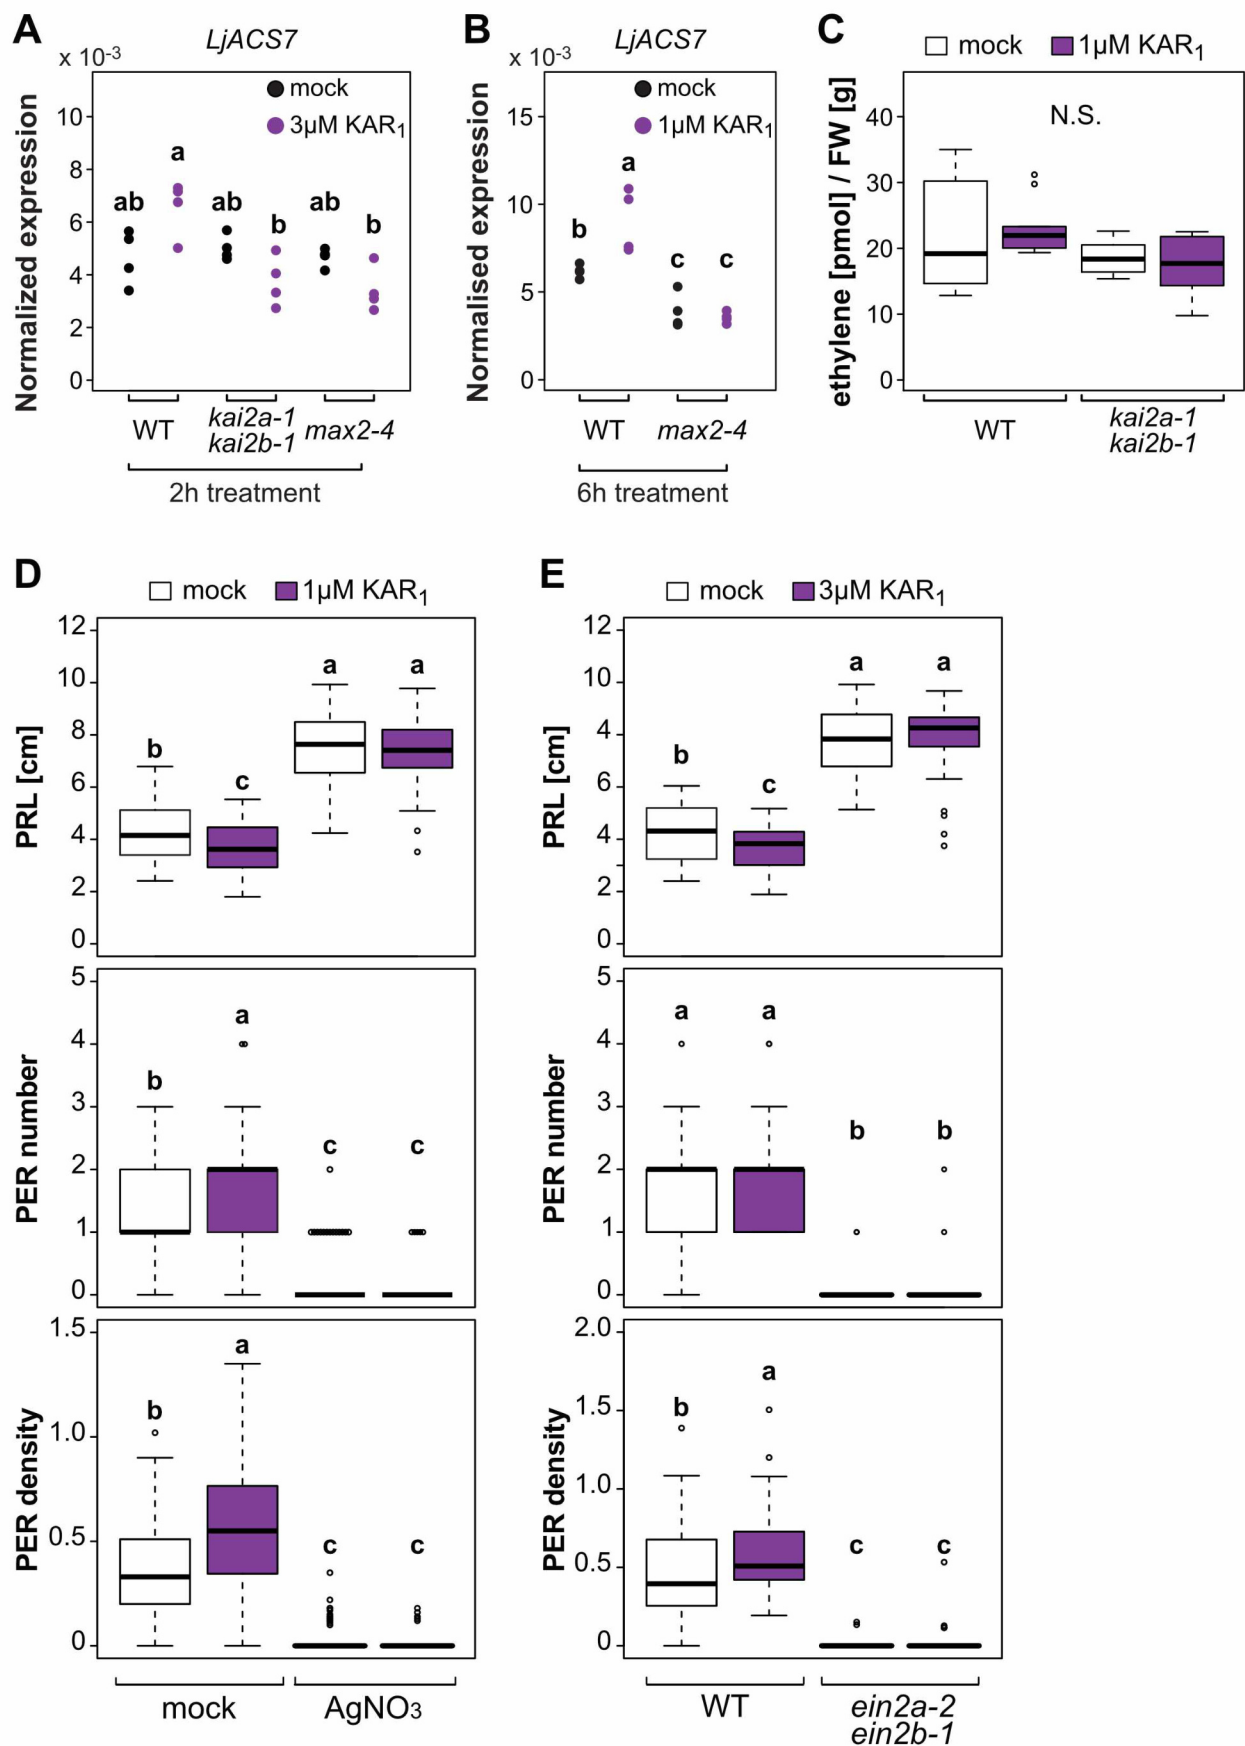 A
LjACS7
x 10-3
Normalized expression
mock
3µM KAR1
10
8
6
4
2
0
ab
a
ab
b
ab
b
WT
kai2a-1
kai2b-1
max2-4
2h treatment
B
LjACS7
x 10-3
Normalised expression
mock
1µM KAR1
15
10
5
0
b
a
c
c
WT
max2-4
6h treatment
C
mock
1µM KAR1
ethylene [pmol] / FW [g]
N.S.
40
30
20
10
0
WT
kai2a-1
kai2b-1
D
mock
1µM KAR1
PRL [cm]
12
10
8
6
4
2
0
b
c
a
a
PER number
5
4
3
2
1
0
b
a
c
c
PER density
1.5
1.0
0.5
0
b
a
c
c
mock
AgNO3
E
mock
3µM KAR1
PRL [cm]
12
10
4
6
4
2
0
b
c
a
a
PER number
5
4
3
2
1
0
a
a
b
b
PER density
2.0
1.5
1.0
0.5
0
b
a
c
c
WT
ein2a-2
ein2b-1